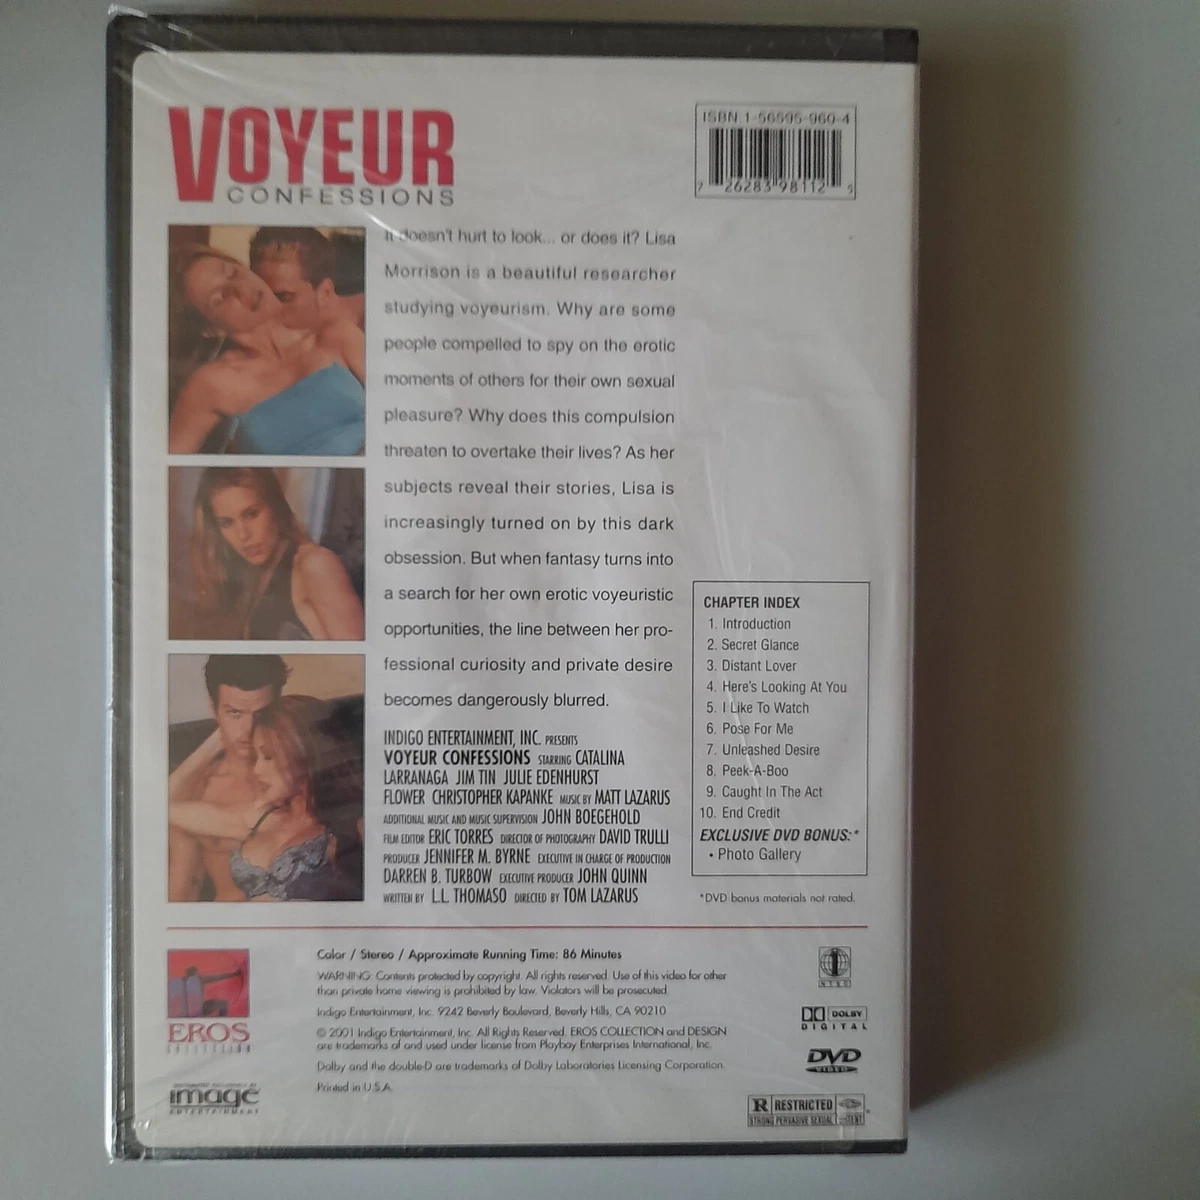 VOYEUR
CONFESSIONS
ISBN 1-56595-960-4
7 26283 98112 5
It doesn't hurt to look... or does it? Lisa
Morrison is a beautiful researcher
studying voyeurism. Why are some
people compelled to spy on the erotic
moments of others for their own sexual
pleasure? Why does this compulsion
threaten to overtake their lives? As her
subjects reveal their stories, Lisa is
increasingly turned on by this dark
obsession. But when fantasy turns into
a search for her own erotic voyeuristic
opportunities, the line between her pro-
fessional curiosity and private desire
becomes dangerously blurred.
INDIGO ENTERTAINMENT, INC. PRESENTS
VOYEUR CONFESSIONS STARRING CATALINA
LARRANAGA JIM TIN JULIE EDENHURST
FLOWER CHRISTOPHER KAPANKE MUSIC BY MATT LAZARUS
ADDITIONAL MUSIC AND MUSIC SUPERVISION JOHN BOEGEHOLD
FILM EDITOR ERIC TORRES DIRECTOR OF PHOTOGRAPHY DAVID TRULLI
PRODUCER JENNIFER M. BYRNE EXECUTIVE IN CHARGE OF PRODUCTION
DARREN B. TURBOW EXECUTIVE PRODUCER JOHN QUINN
WRITTEN BY L.L. THOMASO DIRECTED BY TOM LAZARUS
CHAPTER INDEX
1. Introduction
2. Secret Glance
3. Distant Lover
4. Here's Looking At You
5. I Like To Watch
6. Pose For Me
7. Unleashed Desire
8. Peek-A-Boo
9. Caught In The Act
10. End Credit
EXCLUSIVE DVD BONUS:*
• Photo Gallery
*DVD bonus materials not rated.
EROS
COLLECTION
DISTRIBUTED EXCLUSIVELY BY
image
ENTERTAINMENT
Color / Stereo / Approximate Running Time: 86 Minutes
WARNING: Contents protected by copyright. All rights reserved. Use of this video for other
than private home viewing is prohibited by law. Violators will be prosecuted.
Indigo Entertainment, Inc. 9242 Beverly Boulevard, Beverly Hills, CA 90210
© 2001 Indigo Entertainment, Inc. All Rights Reserved. EROS COLLECTION and DESIGN
are trademarks of and used under license from Playboy Enterprises International, Inc.
Dolby and the double-D are trademarks of Dolby Laboratories Licensing Corporation.
Printed in U.S.A.
1
NTSC
DOLBY
DIGITAL
DVD
VIDEO
R RESTRICTED
STRONG PERVASIVE SEXUAL CONTENT